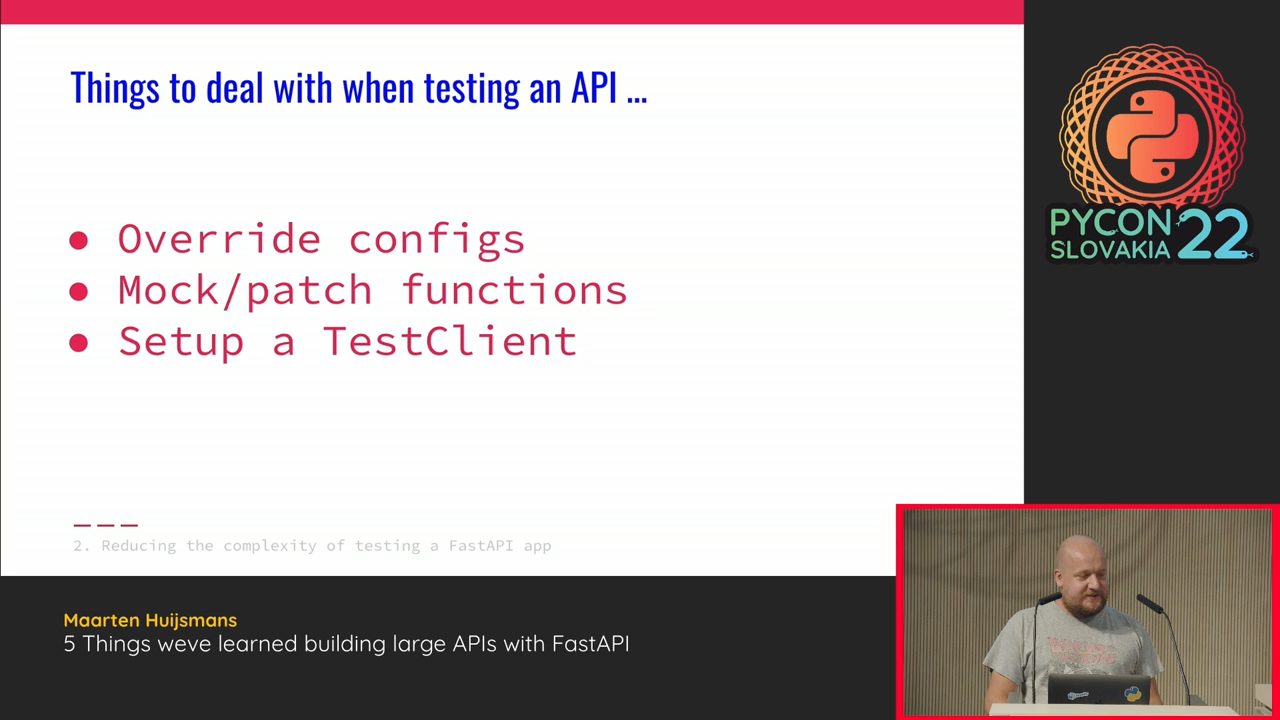 Things to deal with when testing an API ...
● Override configs
● Mock/patch functions
● Setup a TestClient
2. Reducing the complexity of testing a FastAPI app
PYCON
SLOVAKIA 22
Maarten Huijsmans
5 Things weve learned building large APIs with FastAPI